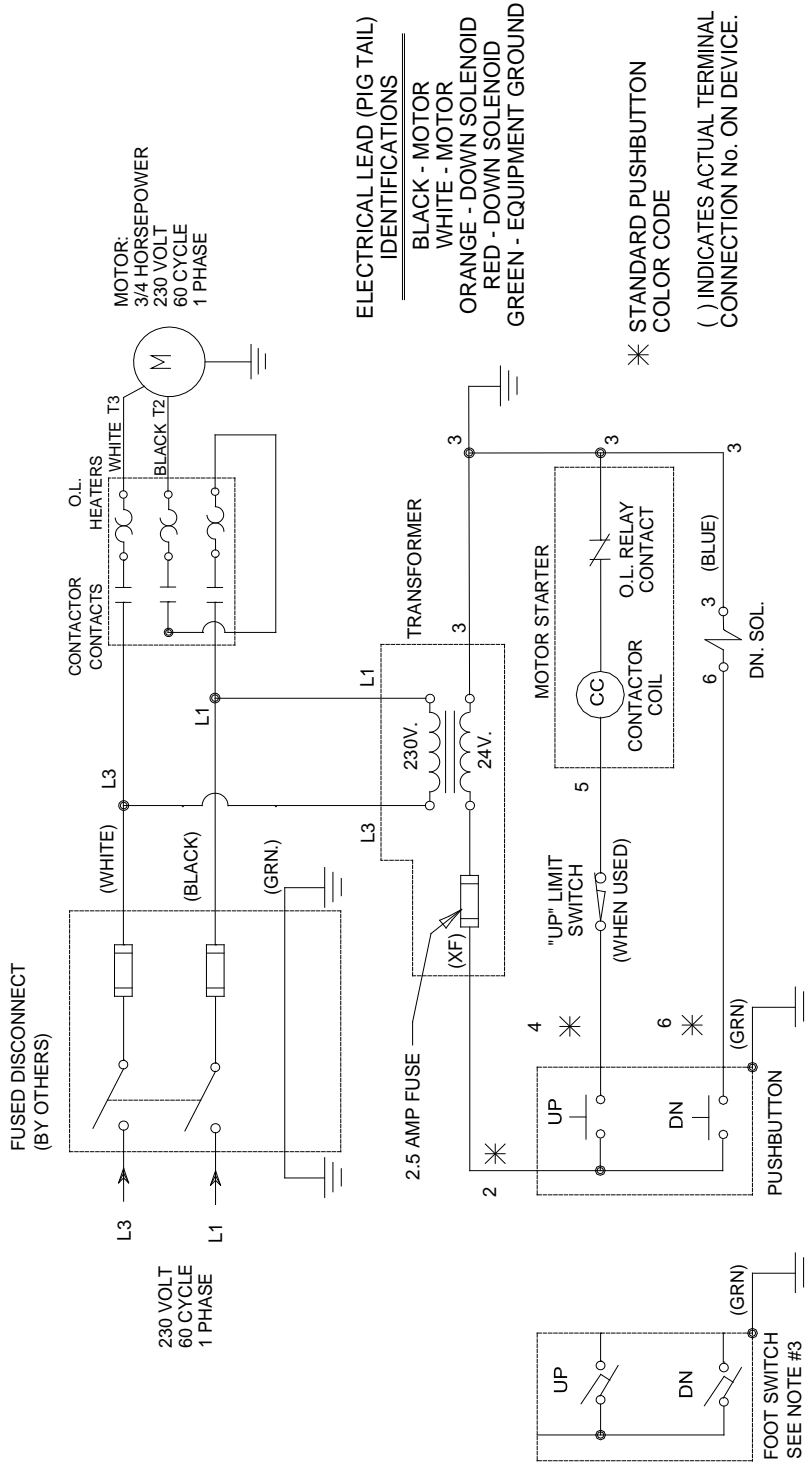 FUSED DISCONNECT
(BY OTHERS)
L3
L1
230 VOLT
60 CYCLE
1 PHASE
(WHITE)
(BLACK)
(GRN.)
L3
L1
CONTACTOR
CONTACTS
O.L.
HEATERS
WHITE T3
BLACK T2
MOTOR:
3/4 HORSEPOWER
230 VOLT
60 CYCLE
1 PHASE
M
2.5 AMP FUSE
(XF)
L3
L1
230V.
24V.
TRANSFORMER
3
3
ELECTRICAL LEAD (PIG TAIL)
IDENTIFICATIONS
BLACK - MOTOR
WHITE - MOTOR
ORANGE - DOWN SOLENOID
RED - DOWN SOLENOID
GREEN - EQUIPMENT GROUND
FOOT SWITCH
SEE NOTE #3
UP
DN
(GRN)
2
UP
DN
PUSHBUTTON
(GRN)
4
6
"UP" LIMIT
SWITCH
(WHEN USED)
5
MOTOR STARTER
CC
CONTACTOR
COIL
O.L. RELAY
CONTACT
3
6
3
(BLUE)
3
DN. SOL.
STANDARD PUSHBUTTON
COLOR CODE
( ) INDICATES ACTUAL TERMINAL
CONNECTION No. ON DEVICE.